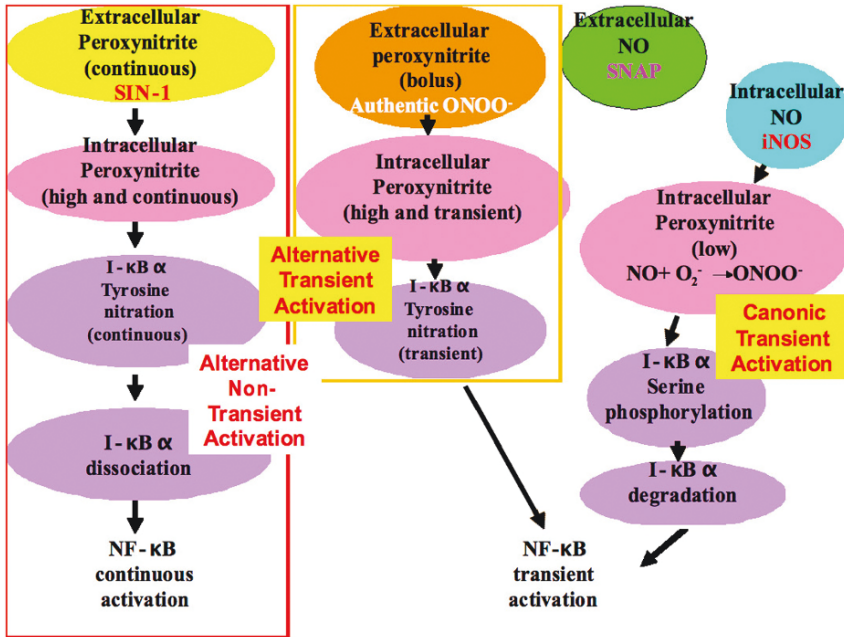 Extracellular
Peroxynitrite
(continuous)
SIN-1
Intracellular
Peroxynitrite
(high and continuous)
I-κB α
Tyrosine
nitration
(continuous)
Alternative
Non-
Transient
Activation
I-κB α
dissociation
NF-κB
continuous
activation
Extracellular
peroxynitrite
(bolus)
Authentic ONOO⁻
Intracellular
Peroxynitrite
(high and transient)
Alternative
Transient
Activation
I-κB α
Tyrosine
nitration
(transient)
Extracellular
NO
SNAP
Intracellular
NO
iNOS
Intracellular
Peroxynitrite
(low)
NO+ O₂⁻ →ONOO⁻
Canonic
Transient
Activation
I-κB α
Serine
phosphorylation
I-κB α
degradation
NF-κB
transient
activation